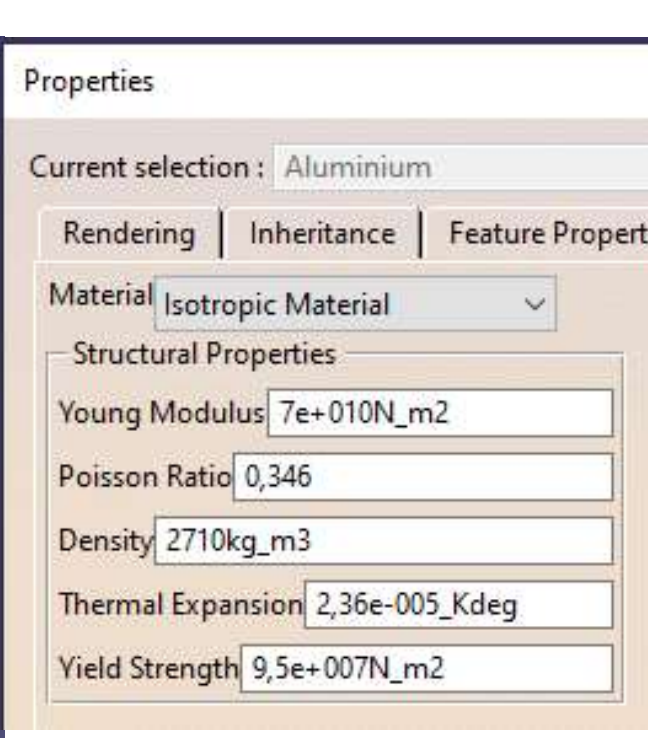 Properties
Current selection : Aluminium
Rendering Inheritance Feature Propert
Material Isotropic Material
Structural Properties
Young Modulus 7e+010N_m2
Poisson Ratio 0,346
Density 2710kg_m3
Thermal Expansion 2,36e-005_Kdeg
Yield Strength 9,5e+007N_m2